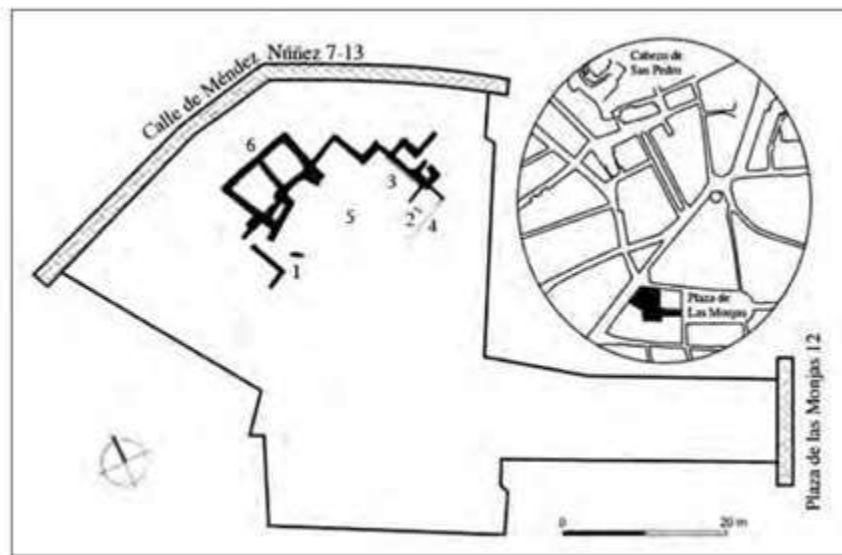 Calle de Méndez Núñez 7-13
Cabezo de
San Pedro
6
3
5
2
4
1
Plaza de
Las Monjas
Plaza de las Monjas 12
0
20 m